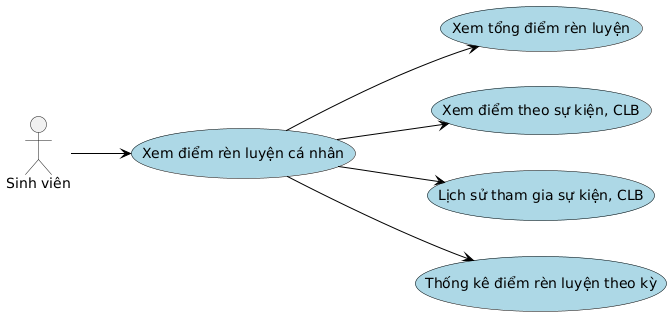 Xem tổng điểm rèn luyện
Xem điểm theo sự kiện, CLB
Xem điểm rèn luyện cá nhân
Sinh viên
Lịch sử tham gia sự kiện, CLB
Thống kê điểm rèn luyện theo kỳ